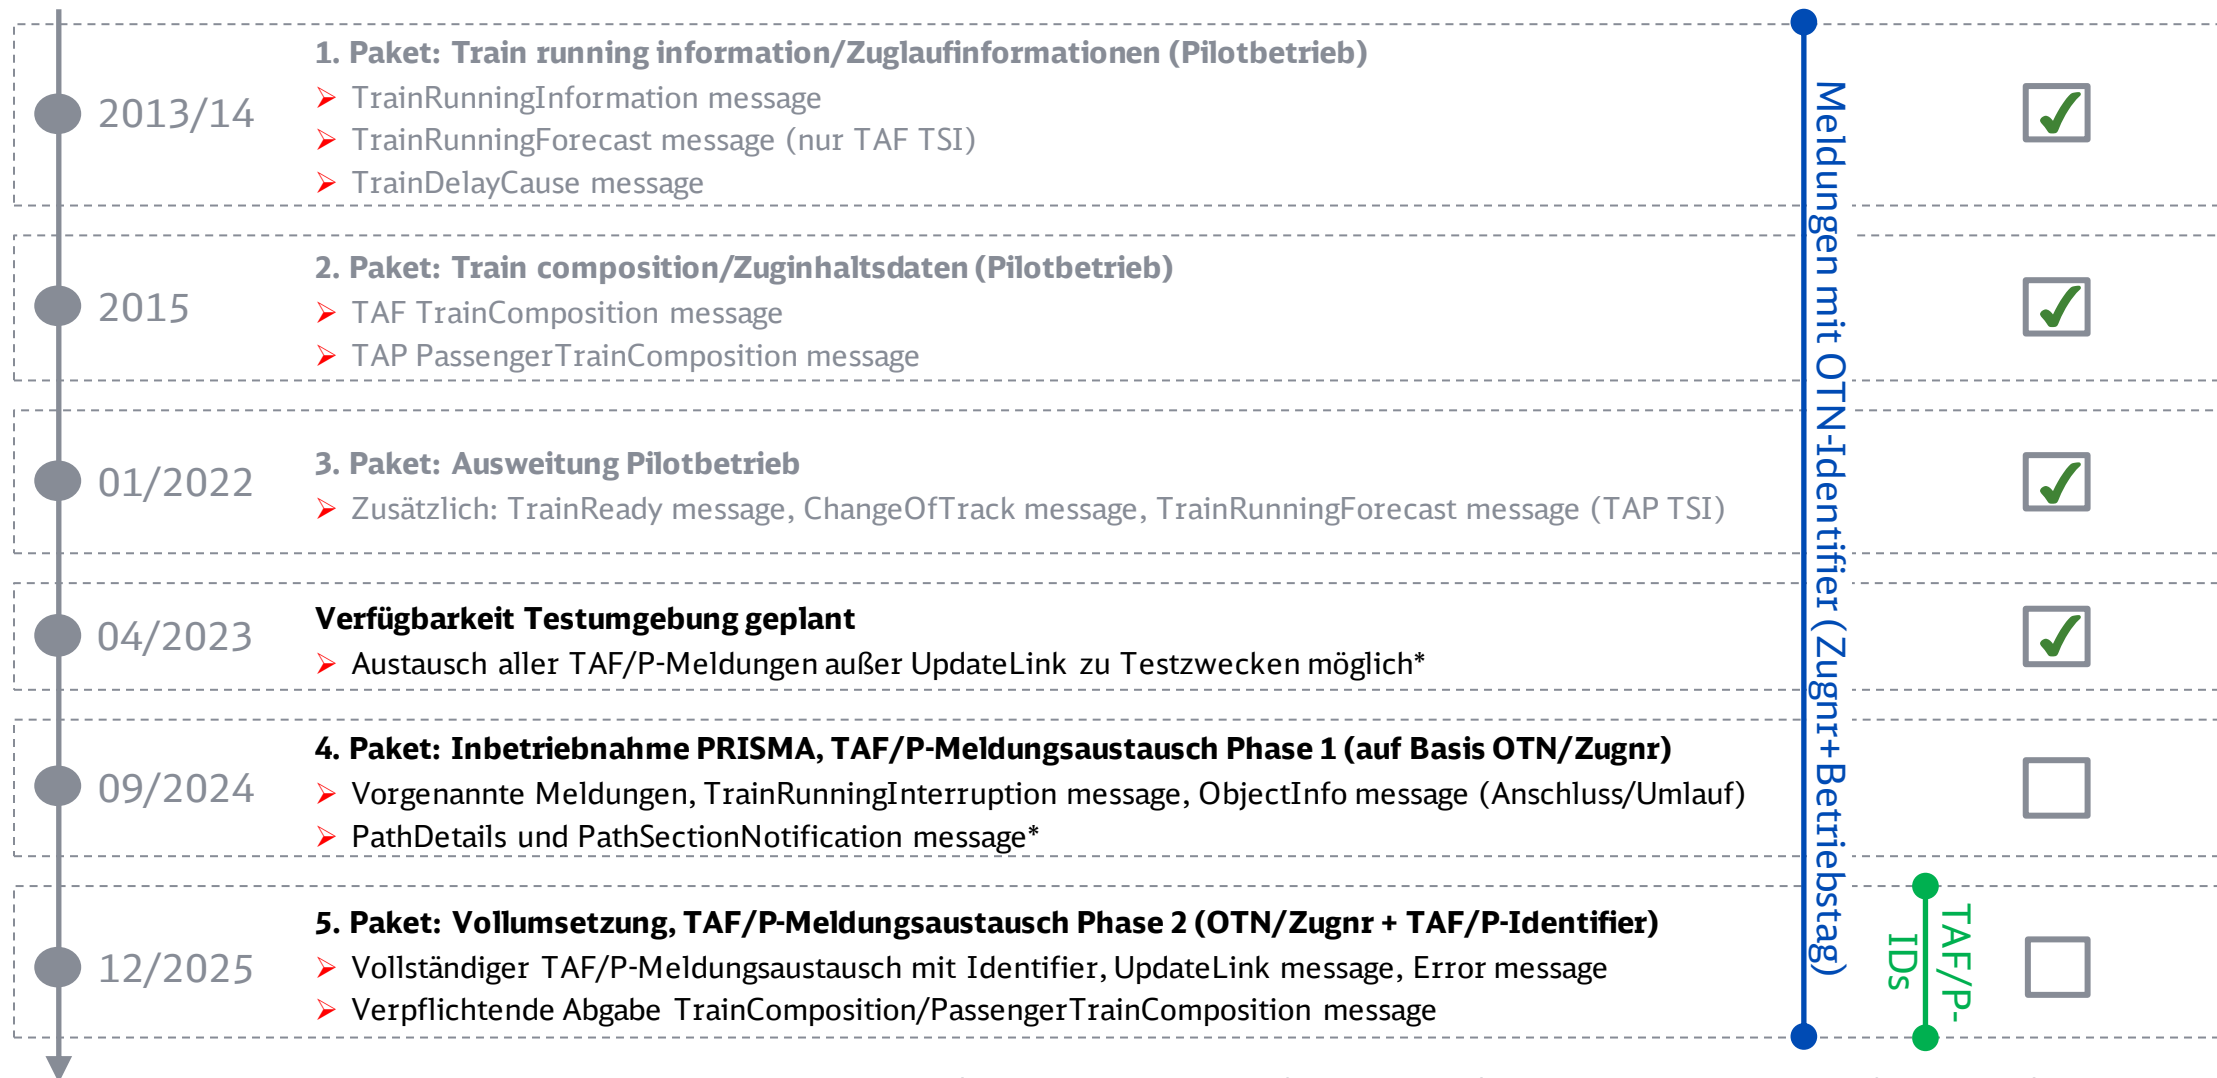 1. Paket: Train running information/Zuglaufinformationen (Pilotbetrieb)
2013/14
TrainRunningInformation message
TrainRunningForecast message (nur TAF TSI)
TrainDelayCause message
2. Paket: Train composition/Zuginhaltsdaten (Pilotbetrieb)
2015
TAF TrainComposition message
TAP PassengerTrainComposition message
3. Paket: Ausweitung Pilotbetrieb
01/2022
Zusätzlich: TrainReady message, ChangeOfTrack message, TrainRunningForecast message (TAP TSI)
Verfügbarkeit Testumgebung geplant
04/2023
Austausch aller TAF/P-Meldungen außer UpdateLink zu Testzwecken möglich*
4. Paket: Inbetriebnahme PRISMA, TAF/P-Meldungsaustausch Phase 1 (auf Basis OTN/Zugnr)
09/2024
Vorgenannte Meldungen, TrainRunningInterruption message, ObjectInfo message (Anschluss/Umlauf)
PathDetails und PathSectionNotification message*
5. Paket: Vollumsetzung, TAF/P-Meldungsaustausch Phase 2 (OTN/Zugnr + TAF/P-Identifier)
12/2025
Vollständiger TAF/P-Meldungsaustausch mit Identifier, UpdateLink message, Error message
Verpflichtende Abgabe TrainComposition/PassengerTrainComposition message
Meldungen mit OTN-Identifier (Zugnr+Betriebstag)
TAF/P-
IDs